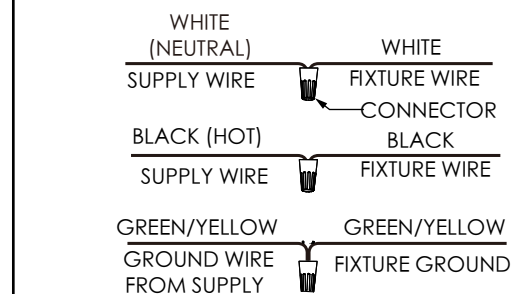 WHITE
(NEUTRAL)
WHITE
SUPPLY WIRE
FIXTURE WIRE
CONNECTOR
BLACK (HOT)
BLACK
SUPPLY WIRE
FIXTURE WIRE
GREEN/YELLOW
GREEN/YELLOW
GROUND WIRE
FROM SUPPLY
FIXTURE GROUND